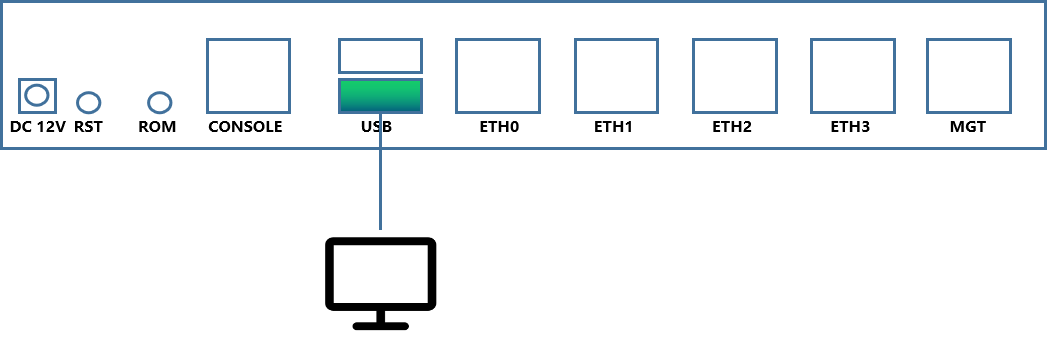 DC 12V RST ROM CONSOLE USB ETH0 ETH1 ETH2 ETH3 MGT